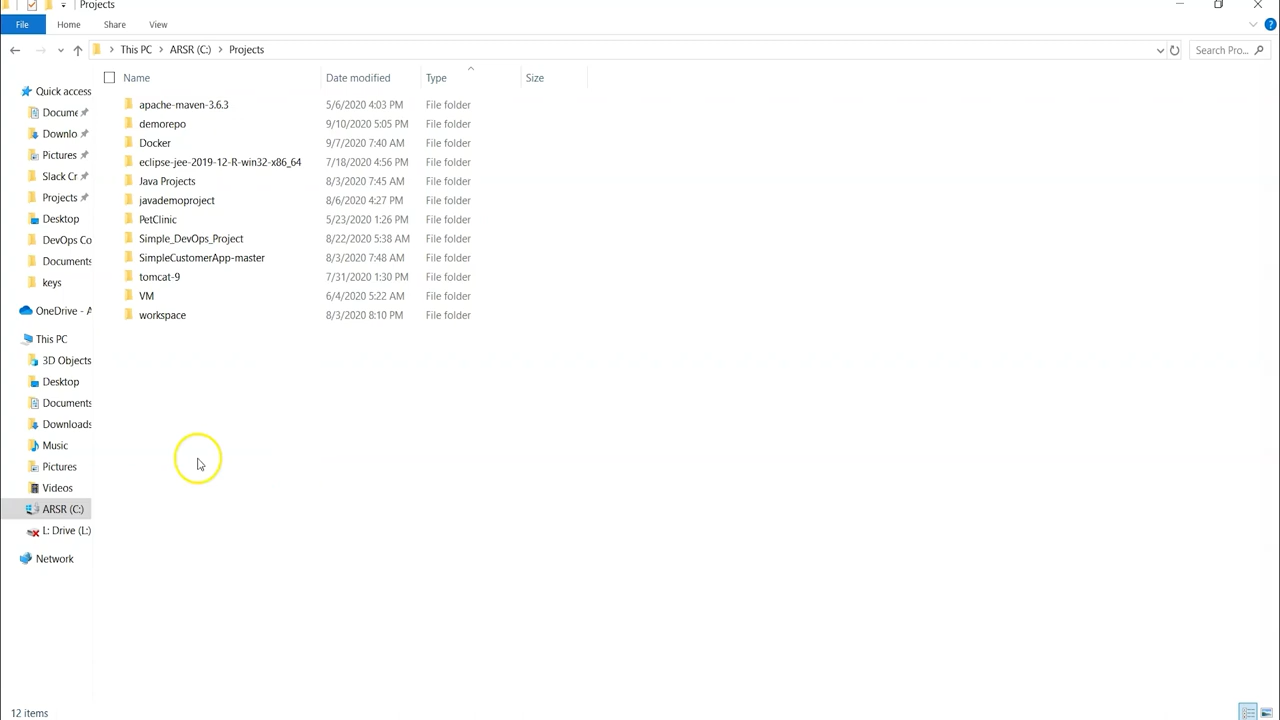 Projects
File Home Share View
This PC > ARSR (C:) > Projects
Search Pro...
Name Date modified Type Size
apache-maven-3.6.3 5/6/2020 4:03 PM File folder
demorepo 9/10/2020 5:05 PM File folder
Docker 9/7/2020 7:40 AM File folder
eclipse-jee-2019-12-R-win32-x86_64 7/18/2020 4:56 PM File folder
Java Projects 8/3/2020 7:45 AM File folder
javademoproject 8/6/2020 4:27 PM File folder
PetClinic 5/23/2020 1:26 PM File folder
Simple_DevOps_Project 8/22/2020 5:38 AM File folder
SimpleCustomerApp-master 8/3/2020 7:48 AM File folder
tomcat-9 7/31/2020 1:30 PM File folder
VM 6/4/2020 5:22 AM File folder
workspace 8/3/2020 8:10 PM File folder
Quick access
Docume
Downlo
Pictures
Slack Cr
Projects
Desktop
DevOps Co
Documents
keys
OneDrive - A
This PC
3D Objects
Desktop
Documents
Downloads
Music
Pictures
Videos
ARSR (C:)
L: Drive (L:)
Network
12 items